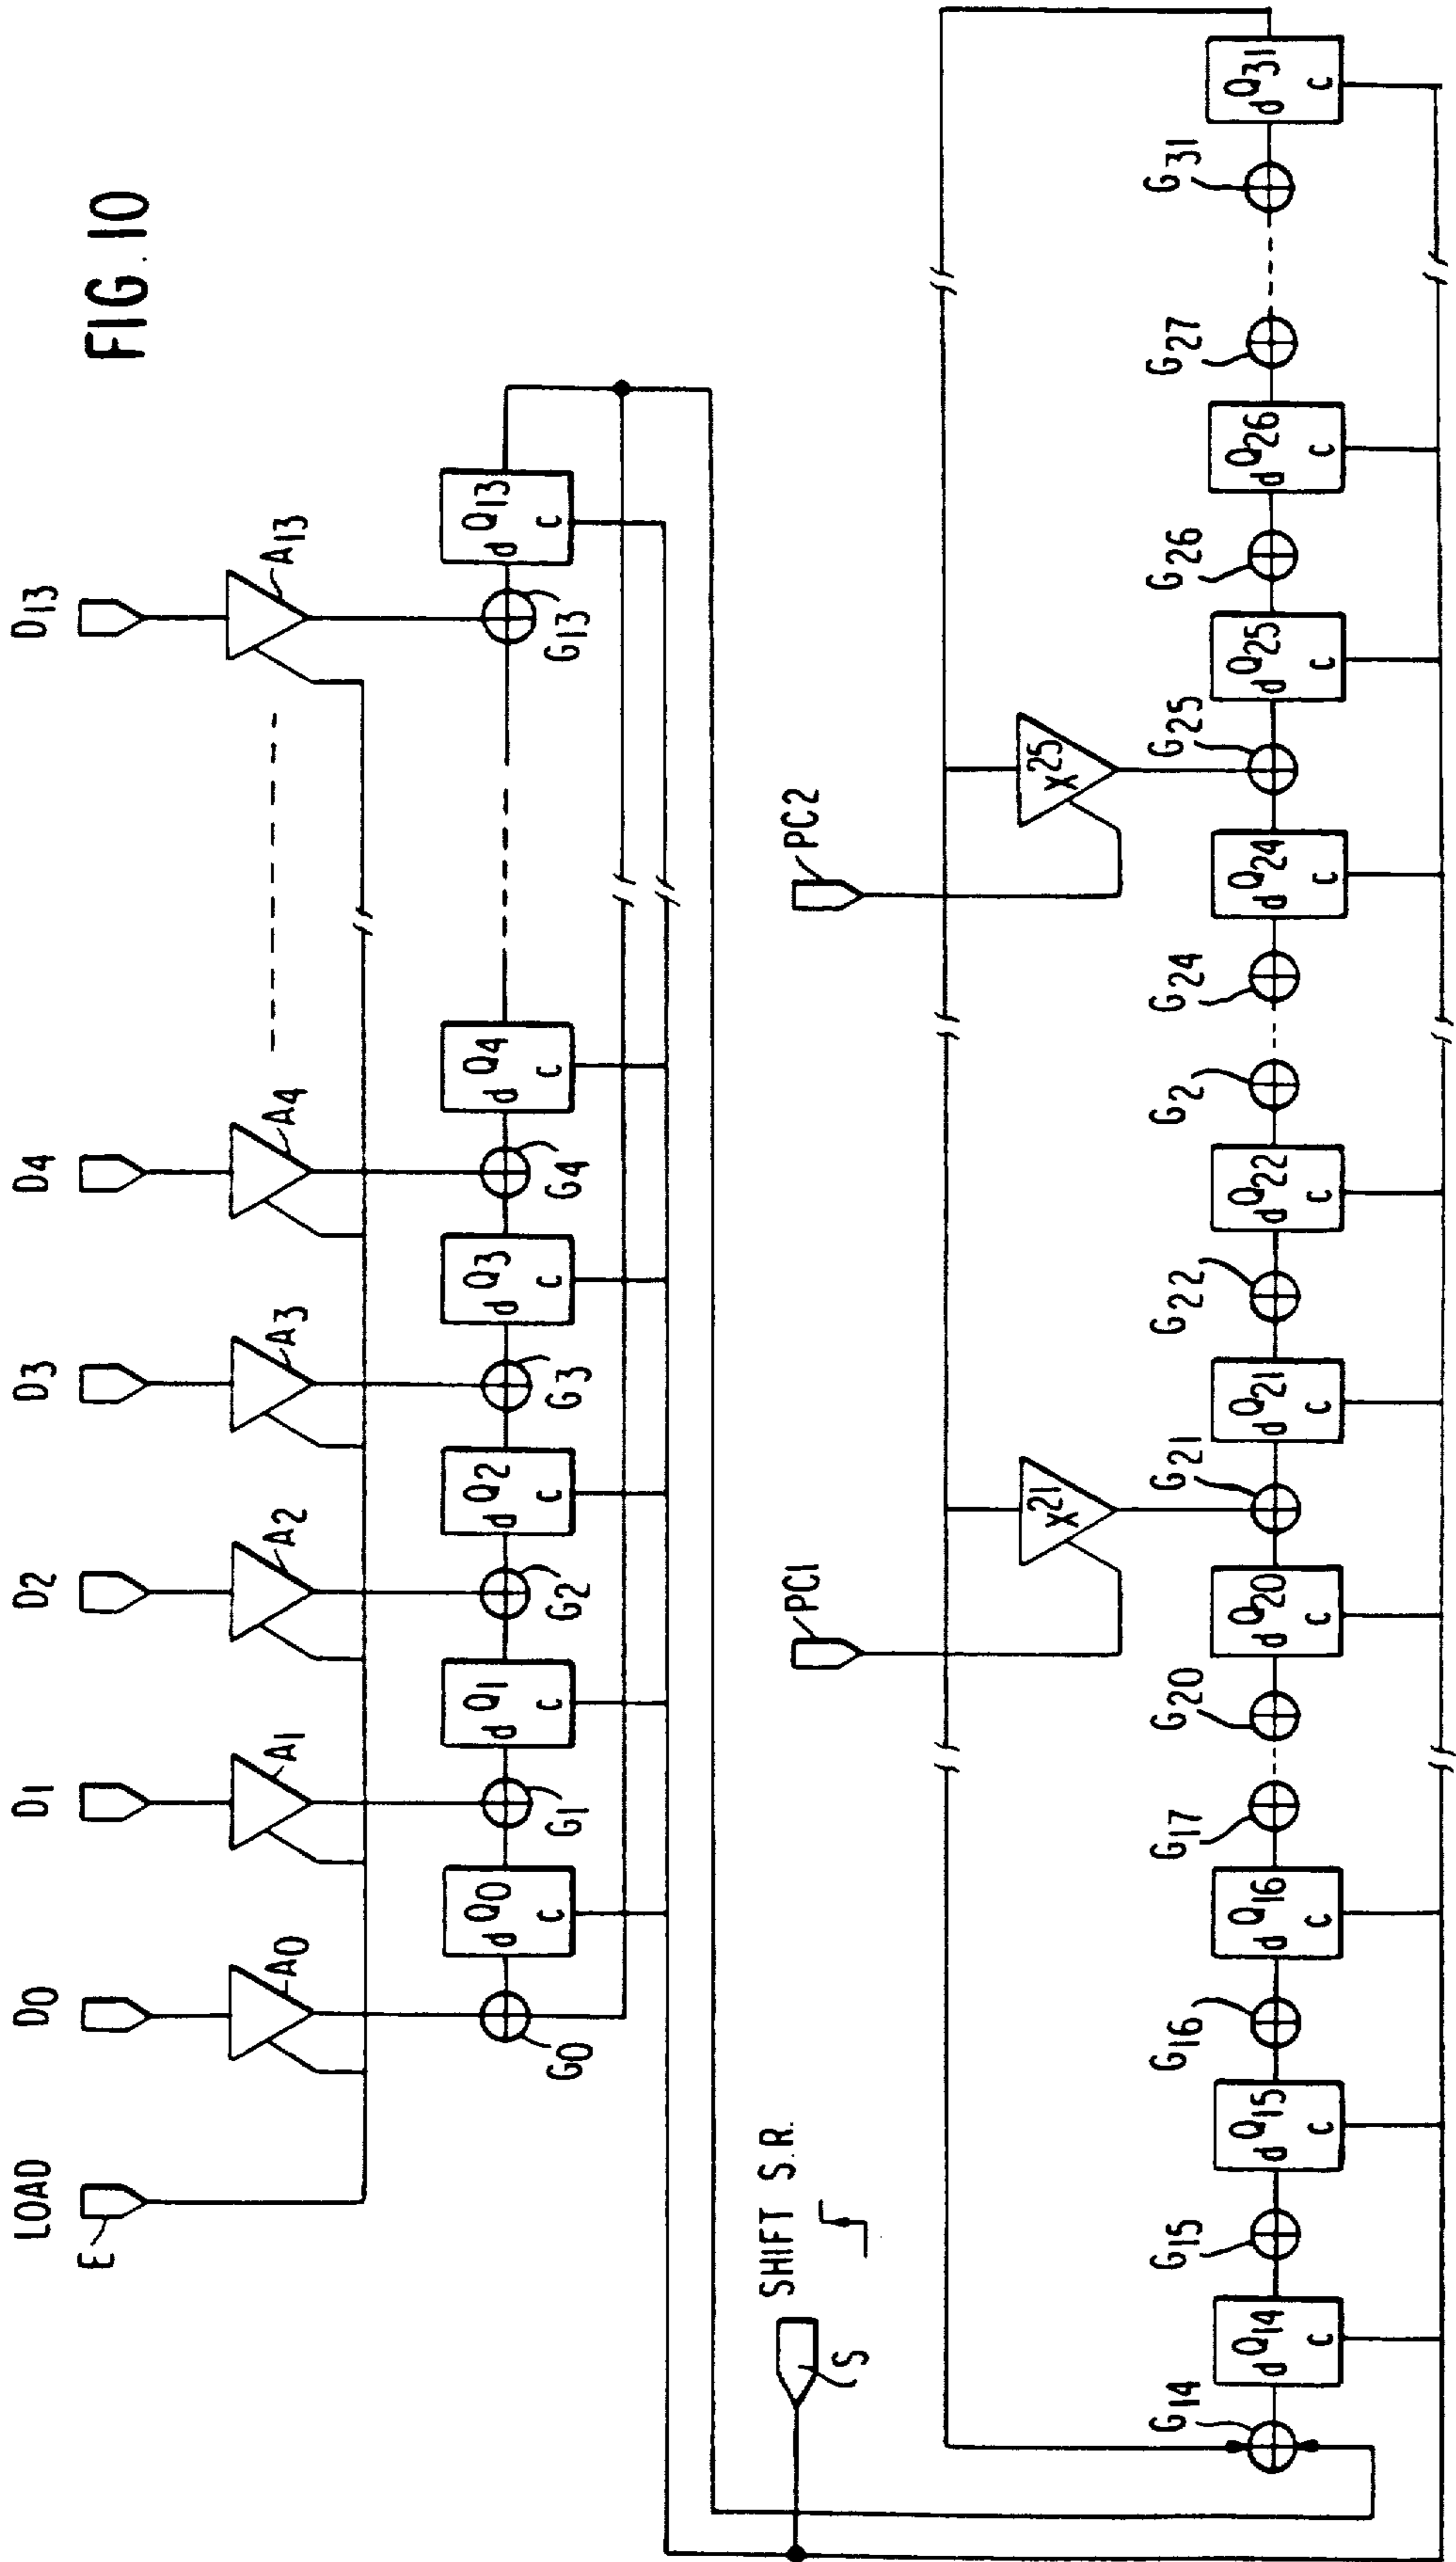 FIG. 10
LOAD D0 D1 D2 D3 D4 D13
E
A0 A1 A2 A3 A4 A13
d Q0 C d Q1 C d Q2 C d Q3 C d Q4 C d Q13 C
G0 G1 G2 G3 G4 G13
SHIFT S.R.
S
PC1 PC2
X21 X25
G14 G15 G16 G17 G20 G21 G22 G2 G24 G25 G26 G27 G31
d Q14 C d Q15 C d Q16 C d Q20 C d Q21 C d Q22 C d Q24 C d Q25 C d Q26 C d Q31 C